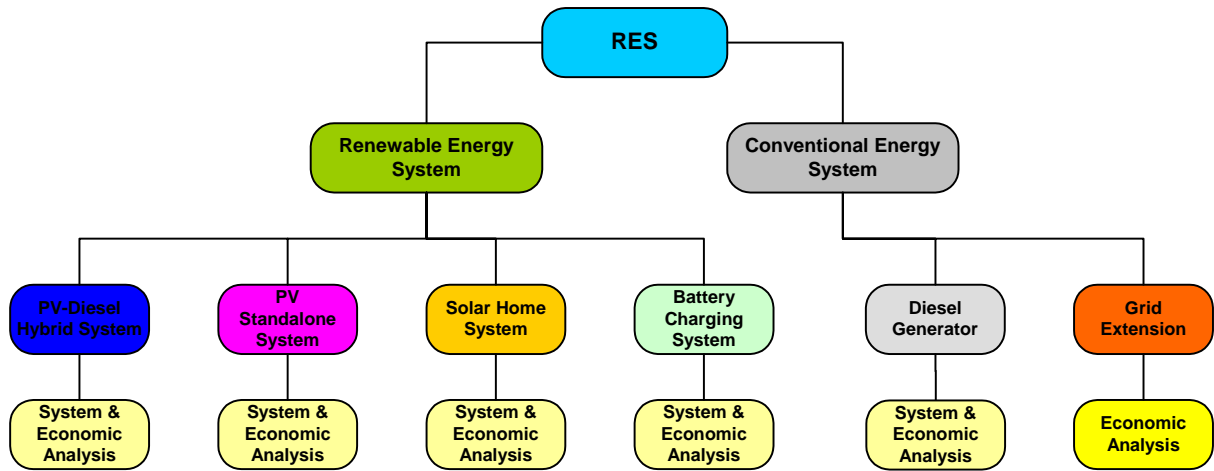 RES
Renewable Energy
System
Conventional Energy
System
PV-Diesel
Hybrid System
PV
Standalone
System
Solar Home
System
Battery
Charging
System
Diesel
Generator
Grid
Extension
System &
Economic
Analysis
System &
Economic
Analysis
System &
Economic
Analysis
System &
Economic
Analysis
System &
Economic
Analysis
Economic
Analysis